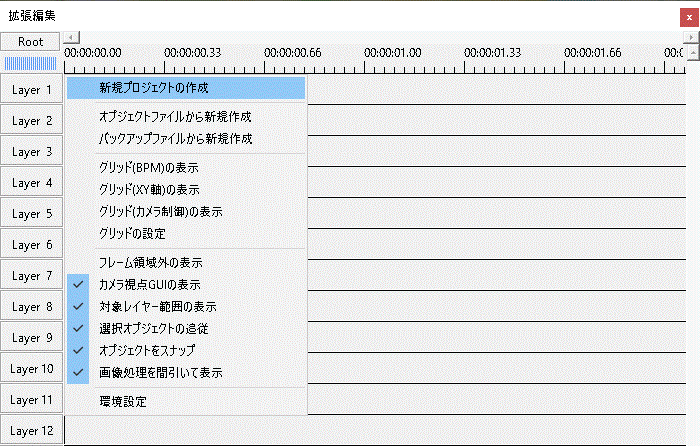 拡張編集
x
Root
00:00:00.00 00:00:00.33 00:00:00.66 00:00:01.00 00:00:01.33 00:00:01.66 00:00
Layer 1
新規プロジェクトの作成
Layer 2
オブジェクトファイルから新規作成
バックアップファイルから新規作成
Layer 3
グリッド(BPM)の表示
Layer 4
グリッド(XY軸)の表示
Layer 5
グリッド(カメラ制御)の表示
グリッドの設定
Layer 6
フレーム領域外の表示
Layer 7
カメラ視点GUIの表示
Layer 8
対象レイヤー範囲の表示
選択オブジェクトの追従
Layer 9
オブジェクトをスナップ
Layer 10
画像処理を間引いて表示
Layer 11
環境設定
Layer 12